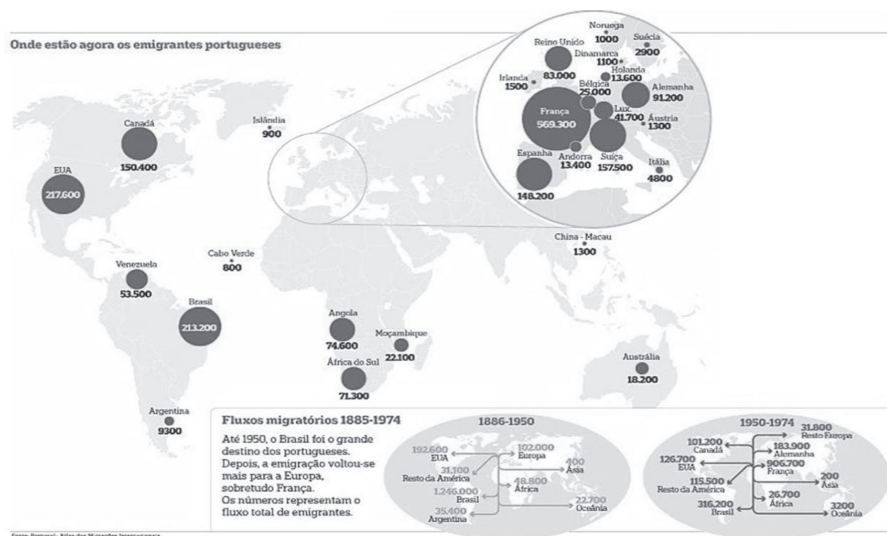 Onde estão agora os emigrantes portugueses
Noruega
1000
Suécia
2900
Reino Unido
83.000
Dinamarca
1100
Holanda
13.600
Irlanda
1500
Bélgica
25.000
Alemanha
91.200
França
569.300
Lux.
41.700
Áustria
1300
Espanha
148.200
Andorra
13.400
Suíça
157.500
Itália
4800
Islândia
900
Canadá
150.400
EUA
217.600
Cabo Verde
800
China - Macau
1300
Venezuela
53.500
Brasil
213.200
Angola
74.600
Moçambique
22.100
África do Sul
71.300
Austrália
18.200
Argentina
9300
Fluxos migratórios 1885-1974
Até 1950, o Brasil foi o grande
destino dos portugueses.
Depois, a emigração voltou-se
mais para a Europa,
sobretudo França.
Os números representam o
fluxo total de emigrantes.
1886-1950
192.600
EUA
102.000
Europa
31.100
Resto da América
400
Ásia
48.800
África
1.246.000
Brasil
22.700
Oceânia
35.400
Argentina
1950-1974
31.800
Resto Europa
101.200
Canadá
183.900
Alemanha
126.700
EUA
906.700
França
115.500
Resto da América
200
Ásia
26.700
África
316.200
Brasil
3200
Oceânia